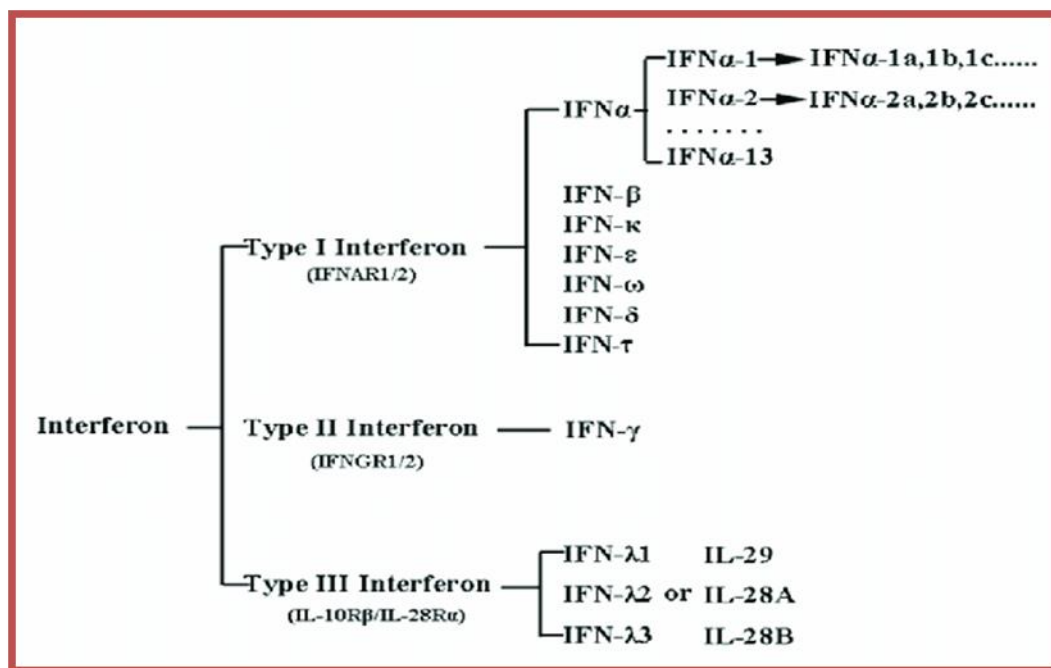 IFNα-1 IFNα-1a,1b,1c......
IFNα IFNα-2 IFNα-2a,2b,2c......
.......
IFNα-13
IFN-β
IFN-κ
Type I Interferon IFN-ε
(IFNAR1/2) IFN-ω
IFN-δ
IFN-τ
Interferon Type II Interferon IFN-γ
(IFNGR1/2)
IFN-λ1 IL-29
Type III Interferon IFN-λ2 or IL-28A
(IL-10Rβ/IL-28Rα) IFN-λ3 IL-28B